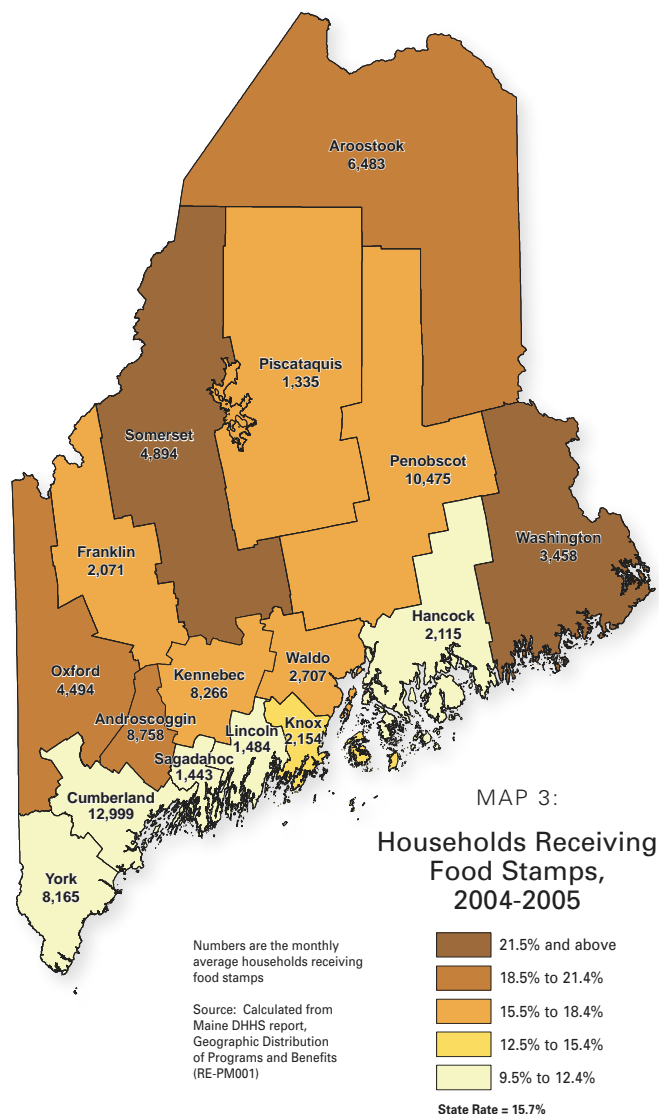 Aroostook
6,483
Piscataquis
1,335
Somerset
4,894
Penobscot
10,475
Washington
3,458
Franklin
2,071
Hancock
2,115
Oxford
4,494
Kennebec
8,266
Waldo
2,707
Androscoggin
8,758
Lincoln
1,484
Knox
2,154
Sagadahoc
1,443
Cumberland
12,999
York
8,165
MAP 3:
Households Receiving
Food Stamps,
2004-2005
Numbers are the monthly
average households receiving
food stamps
Source: Calculated from
Maine DHHS report,
Geographic Distribution
of Programs and Benefits
(RE-PM001)
21.5% and above
18.5% to 21.4%
15.5% to 18.4%
12.5% to 15.4%
9.5% to 12.4%
State Rate = 15.7%